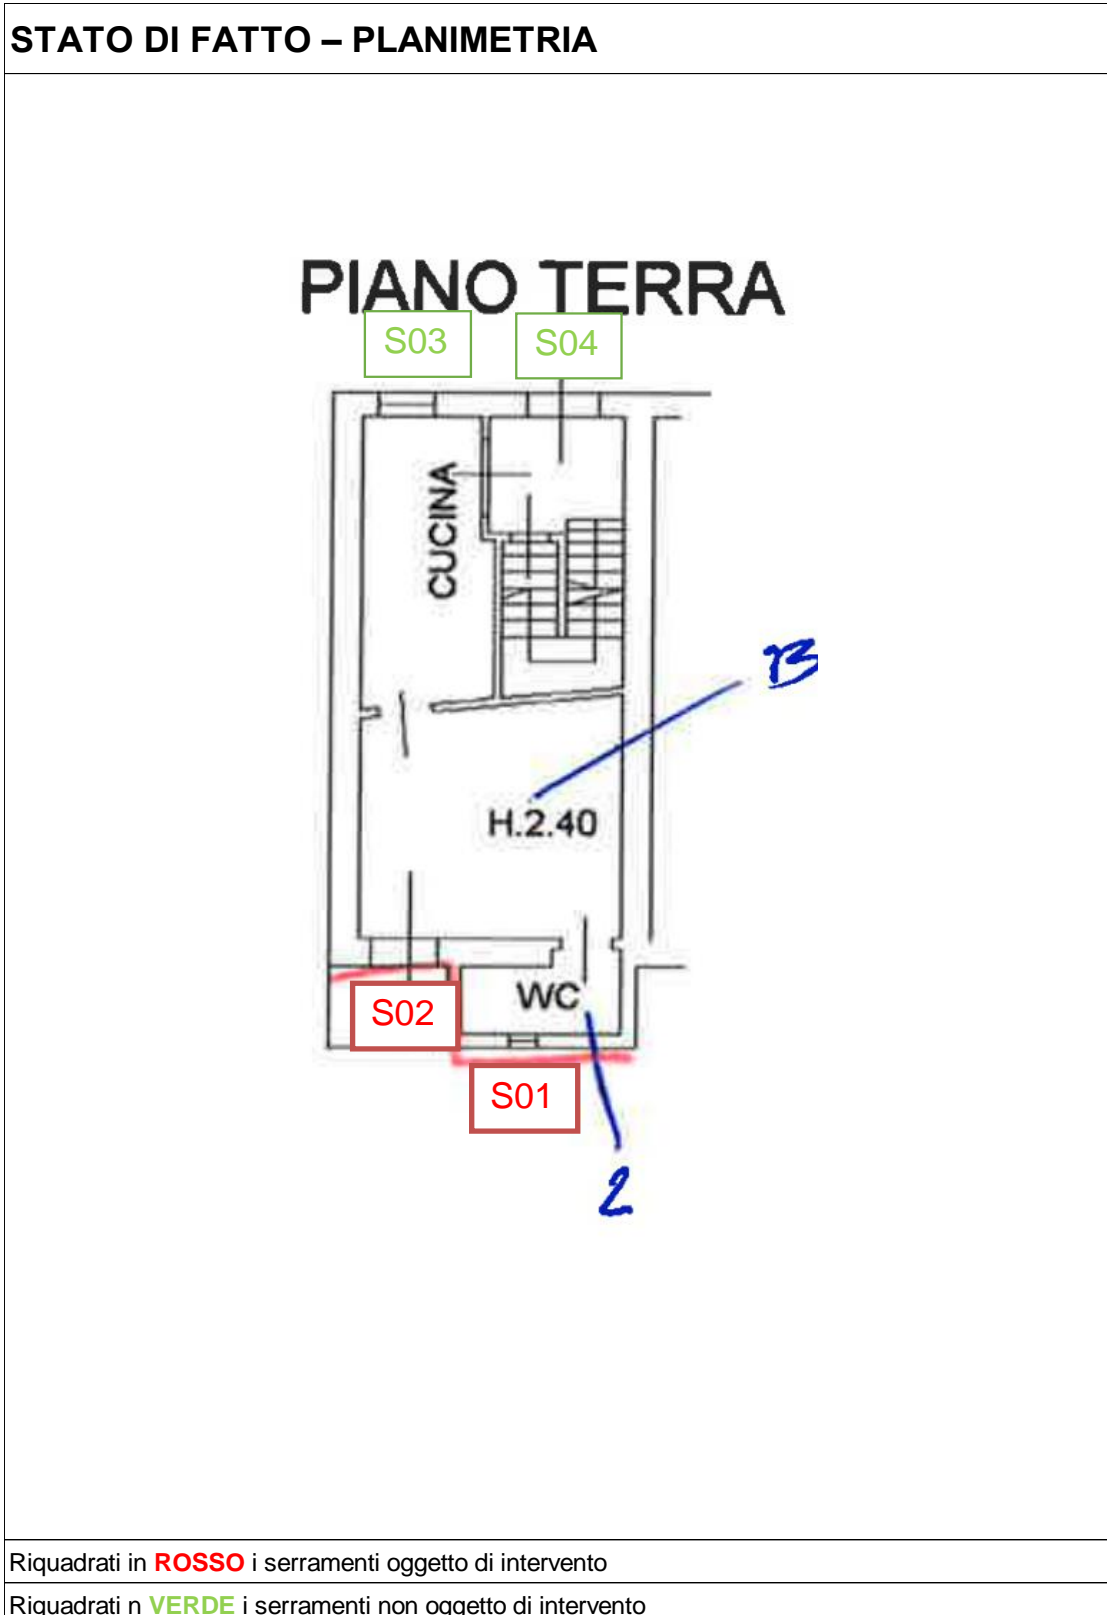 STATO DI FATTO – PLANIMETRIA
PIANO TERRA
S03
S04
CUCINA
13
H.2.40
S02
WC
S01
2
Riquadrati in ROSSO i serramenti oggetto di intervento
Riquadrati n VERDE i serramenti non oggetto di intervento